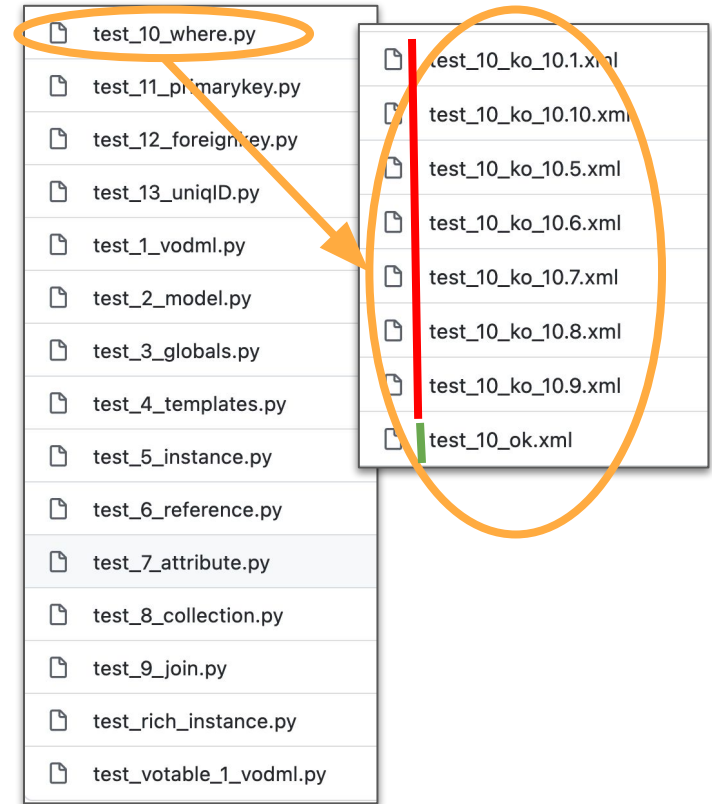 test_10_where.py
test_11_primarykey.py
test_12_foreignkey.py
test_13_uniqID.py
test_1_vodml.py
test_2_model.py
test_3_globals.py
test_4_templates.py
test_5_instance.py
test_6_reference.py
test_7_attribute.py
test_8_collection.py
test_9_join.py
test_rich_instance.py
test_votable_1_vodml.py
test_10_ko_10.1.xml
test_10_ko_10.10.xml
test_10_ko_10.5.xml
test_10_ko_10.6.xml
test_10_ko_10.7.xml
test_10_ko_10.8.xml
test_10_ko_10.9.xml
test_10_ok.xml